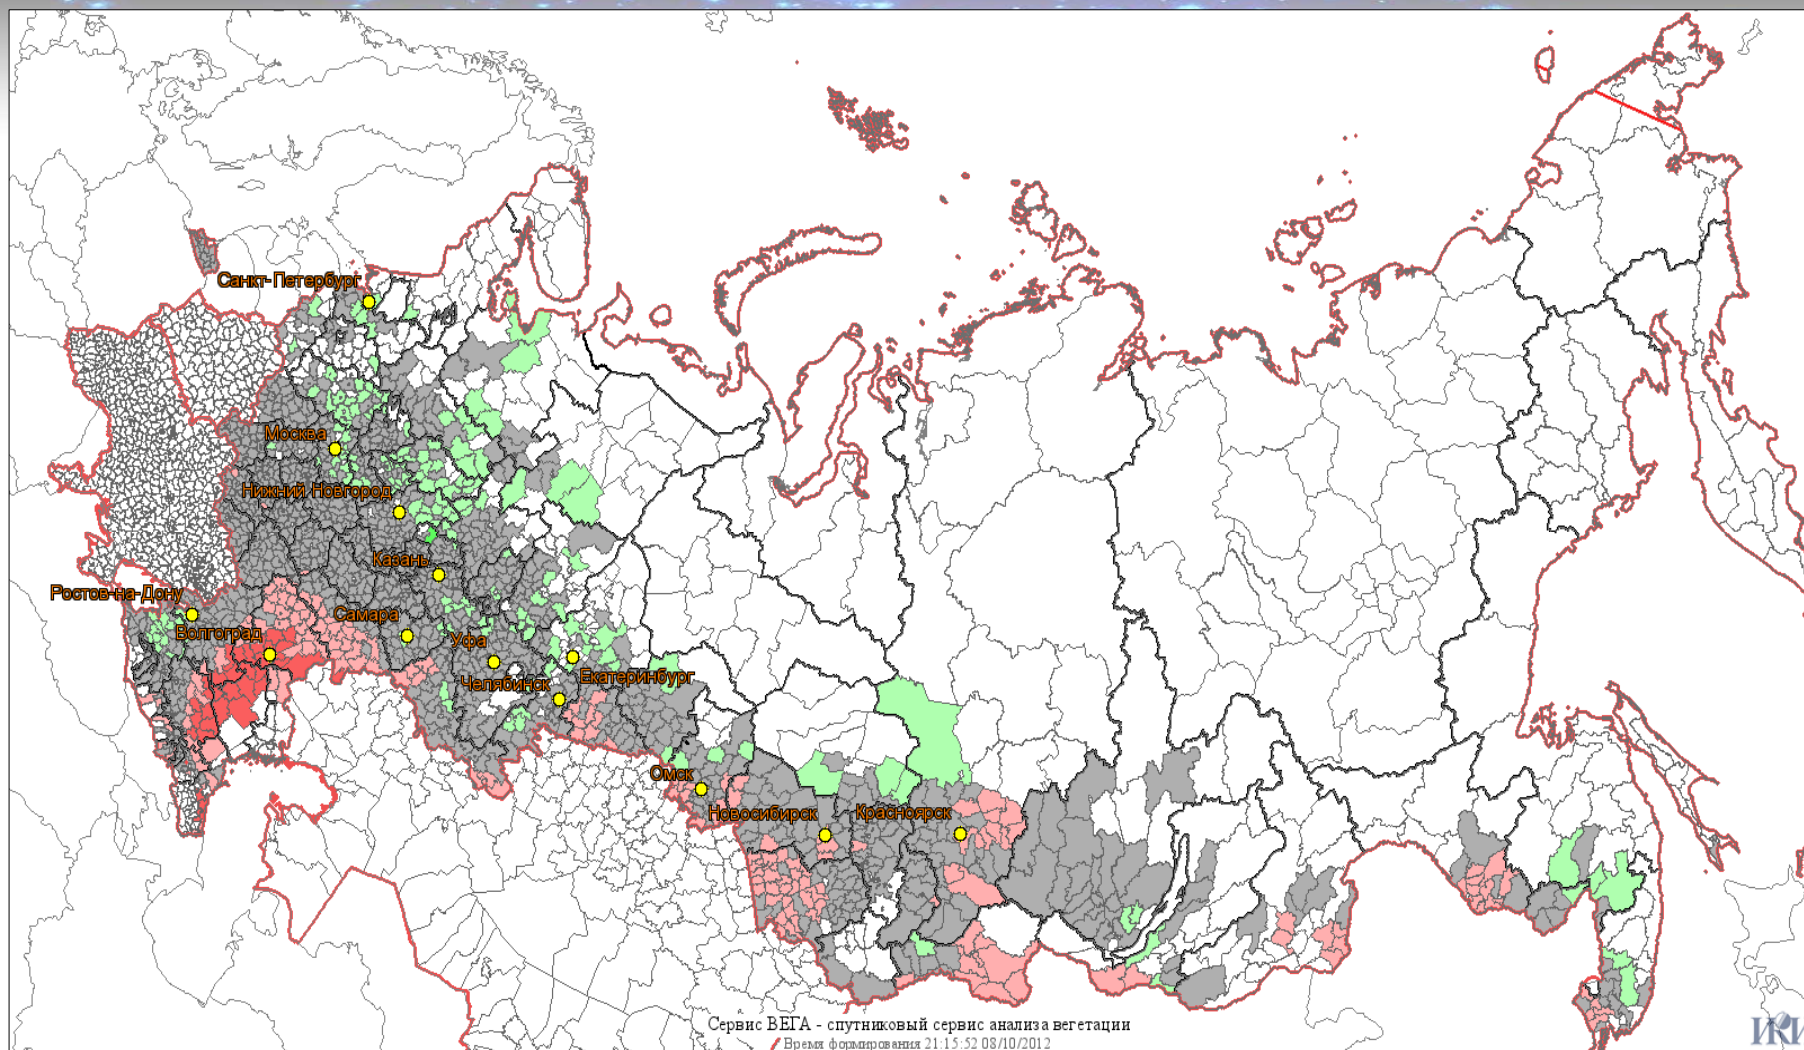 Санкт-Петербург
Москва
Нижний Новгород
Казань
Ростов-на-Дону
Самара
Волгоград
Уфа
Екатеринбург
Челябинск
Омск
Новосибирск
Красноярск
Сервис ВЕГА - спутниковый сервис анализа вегетации
Время формирования 21:15:52 08/10/2012
ИКИ